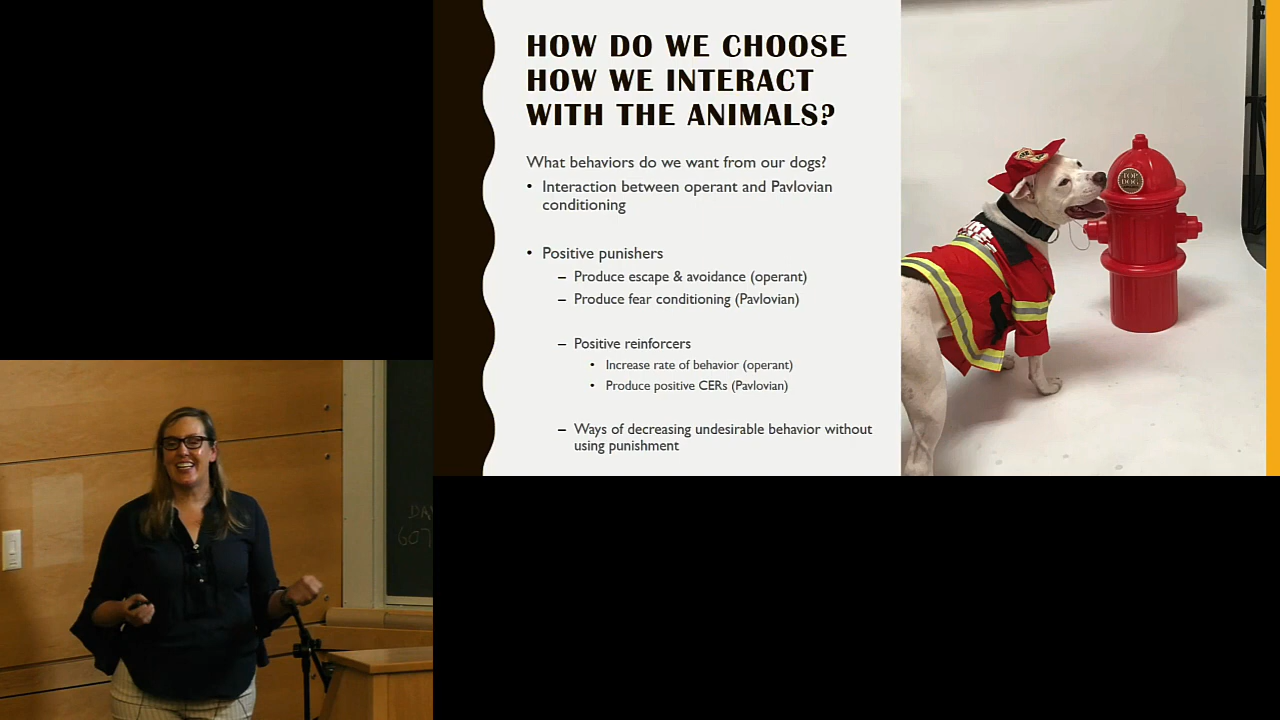 HOW DO WE CHOOSE
HOW WE INTERACT
WITH THE ANIMALS?
What behaviors do we want from our dogs?
• Interaction between operant and Pavlovian
conditioning
• Positive punishers
– Produce escape & avoidance (operant)
– Produce fear conditioning (Pavlovian)
– Positive reinforcers
• Increase rate of behavior (operant)
• Produce positive CERs (Pavlovian)
– Ways of decreasing undesirable behavior without
using punishment
TOP
DOG
607